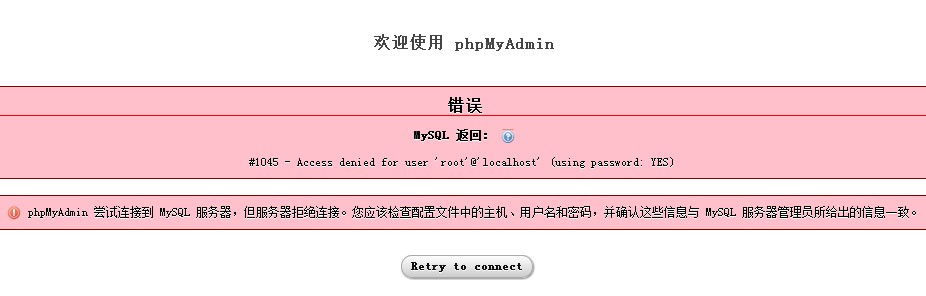 欢迎使用 phpMyAdmin
错误
MySQL 返回：
#1045 - Access denied for user 'root'@'localhost' (using password: YES)
phpMyAdmin 尝试连接到 MySQL 服务器，但服务器拒绝连接。您应该检查配置文件中的主机、用户名和密码，并确认这些信息与 MySQL 服务器管理员所给出的信息一致。
Retry to connect